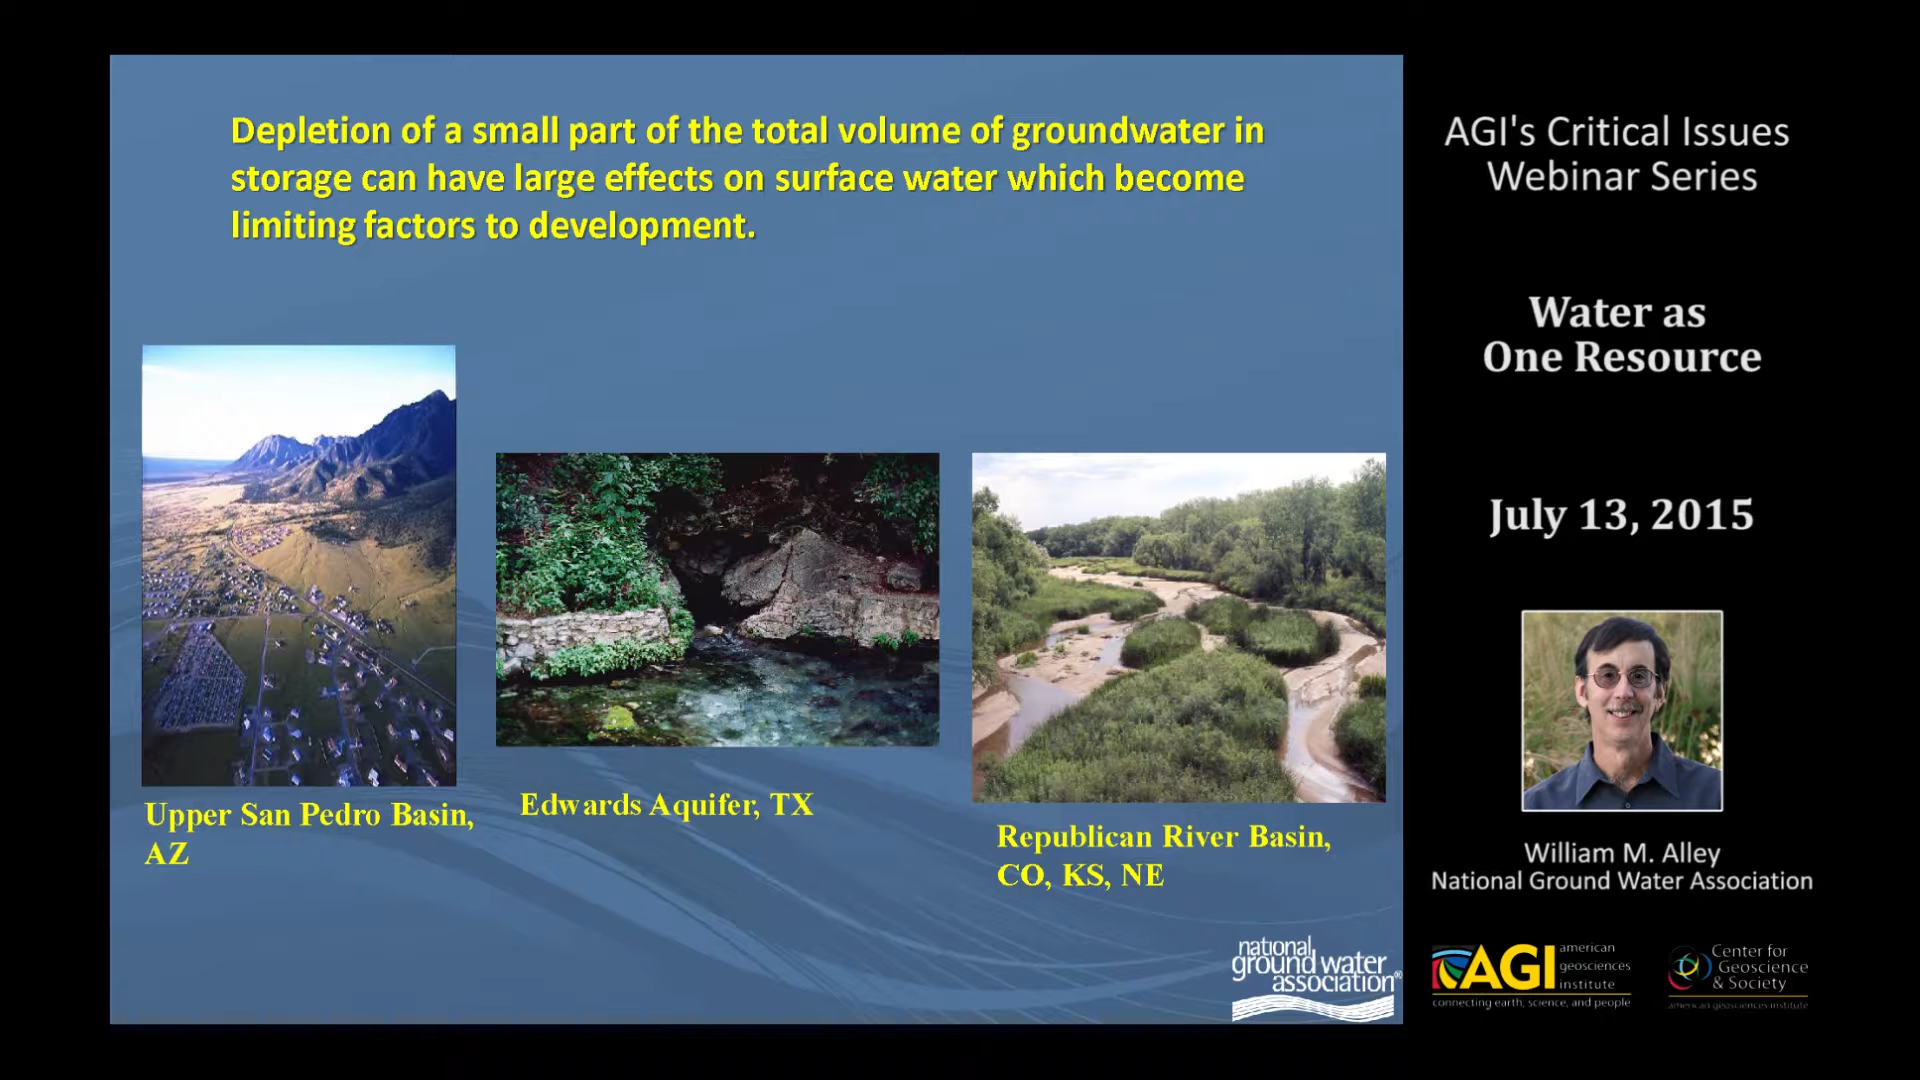 Depletion of a small part of the total volume of groundwater in
storage can have large effects on surface water which become
limiting factors to development.
Upper San Pedro Basin,
AZ
Edwards Aquifer, TX
Republican River Basin,
CO, KS, NE
national
ground water
association®
AGI's Critical Issues
Webinar Series
Water as
One Resource
July 13, 2015
William M. Alley
National Ground Water Association
AGI
american
geosciences
institute
connecting earth, science, and people
Center for
Geoscience
& Society
american geosciences institute